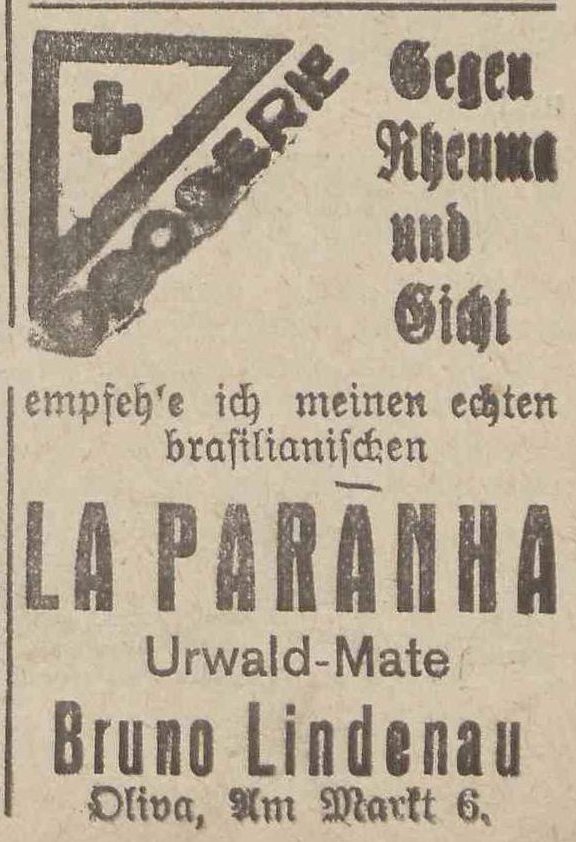 DROGERIE
Gegen
Rheuma
und
Gicht
empfeh'e ich meinen echten
brasilianischen
LA PARANHA
Urwald-Mate
Bruno Lindenau
Oliva, Am Markt 6.